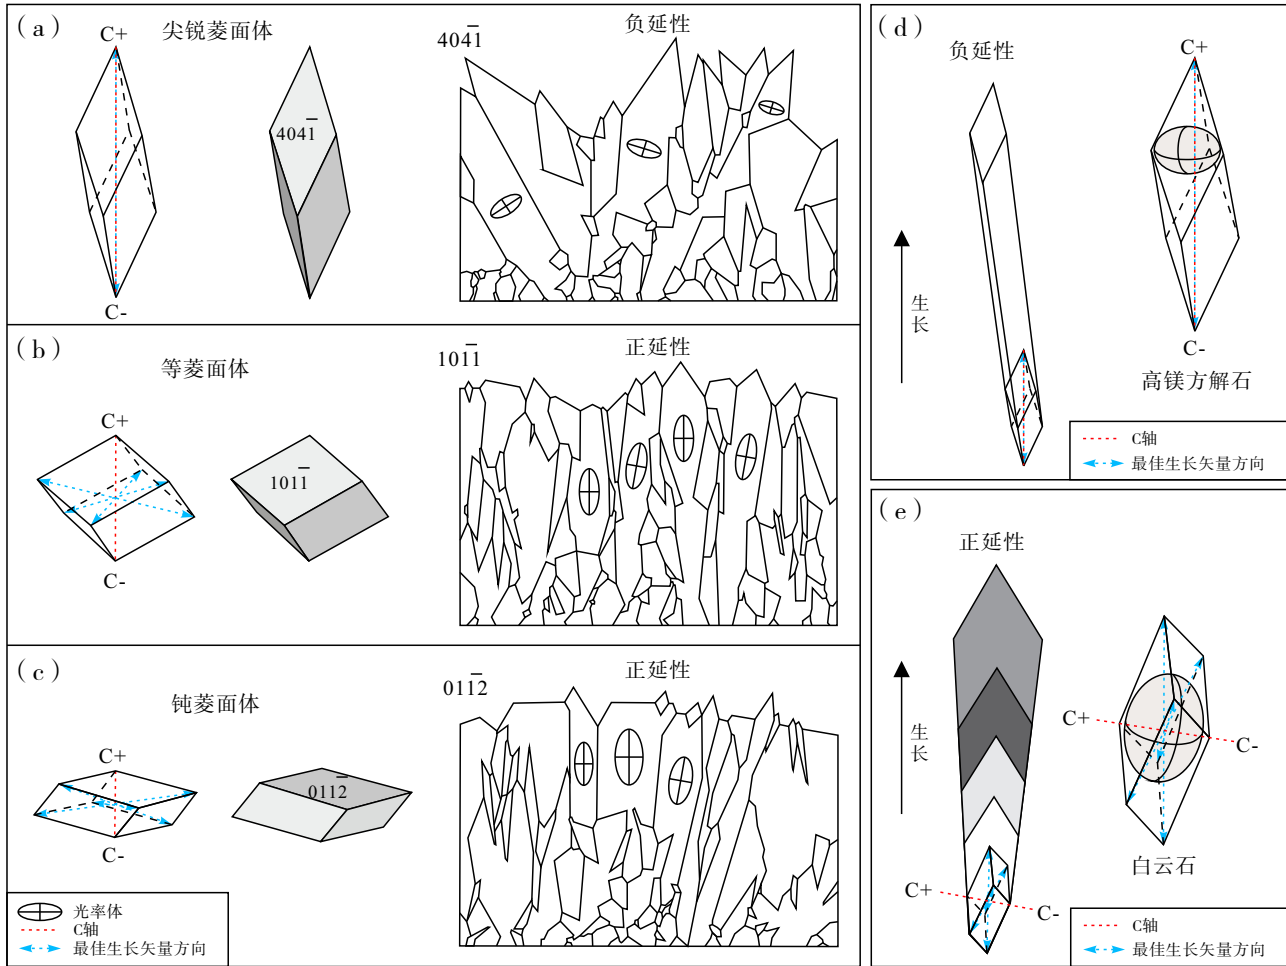 (a)
尖锐菱面体
C+
404̅1
C-
404̅1
负延性
(b)
等菱面体
C+
101̅1
C-
101̅1
正延性
(c)
钝菱面体
C+
011̅2
C-
011̅2
正延性
光率体
C轴
最佳生长矢量方向
(d)
负延性
C+
生长
C-
高镁方解石
C轴
最佳生长矢量方向
(e)
正延性
生长
C+
C-
白云石
C+
C-
C轴
最佳生长矢量方向